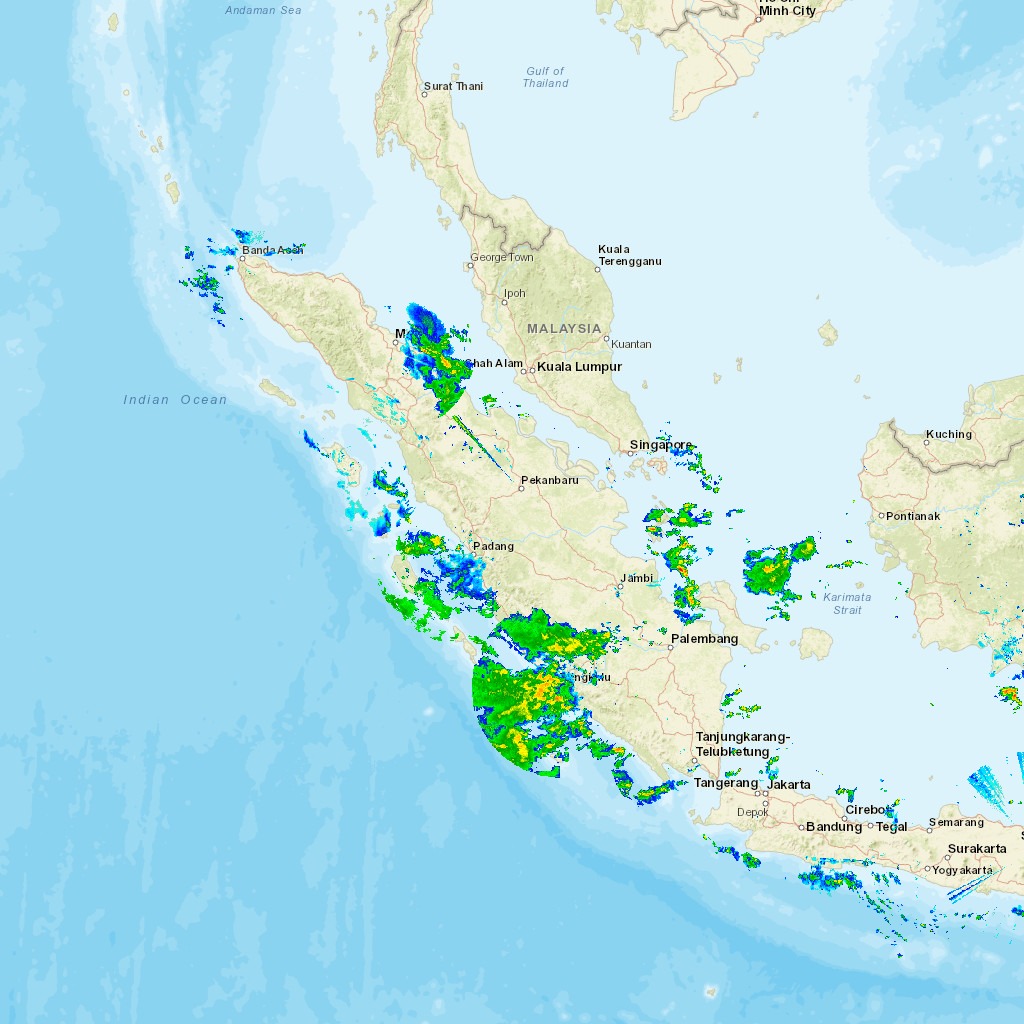 Andaman Sea
Minh City
Gulf of
Thailand
Surat Thani
Banda Aceh
George Town
Kuala
Terengganu
Ipoh
MALAYSIA
Kuantan
Shah Alam
Kuala Lumpur
Indian Ocean
Singapore
Kuching
Pekanbaru
Pontianak
Padang
Jambi
Karimata
Strait
Palembang
Tanjungkarang-
Telubketung
Tangerang
Jakarta
Depok
Cirebo
Bandung
Tegal
Semarang
Surakarta
Yogyakarta